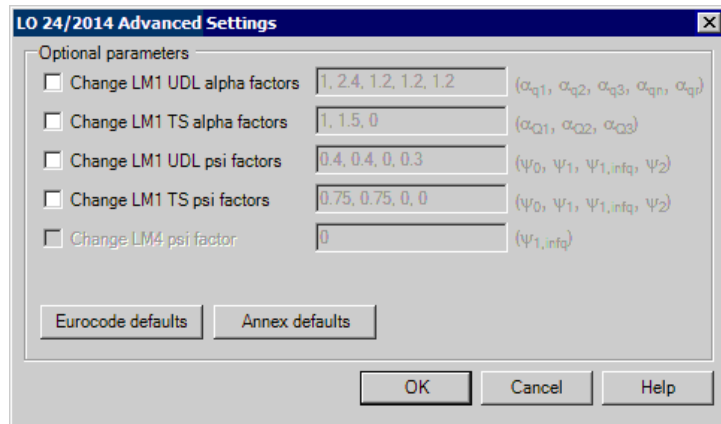 LO 24/2014 Advanced Settings
Optional parameters
Change LM1 UDL alpha factors 1, 2.4, 1.2, 1.2, 1.2 (αq1, αq2, αq3, αqn, αqr)
Change LM1 TS alpha factors 1, 1.5, 0 (αQ1, αQ2, αQ3)
Change LM1 UDL psi factors 0.4, 0.4, 0, 0.3 (Ψ0, Ψ1, Ψ1,infq, Ψ2)
Change LM1 TS psi factors 0.75, 0.75, 0, 0 (Ψ0, Ψ1, Ψ1,infq, Ψ2)
Change LM4 psi factor 0 (Ψ1,infq)
Eurocode defaults Annex defaults
OK Cancel Help